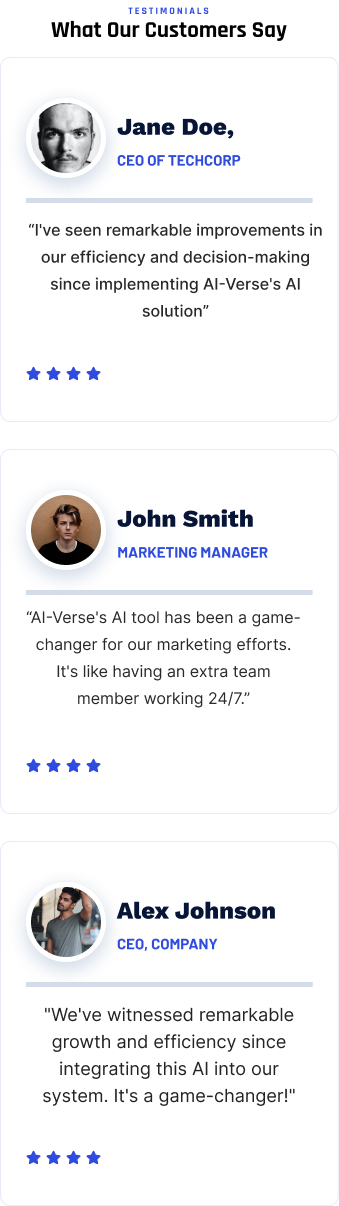 TESTIMONIALS
What Our Customers Say
Jane Doe,
CEO OF TECHCORP
“I've seen remarkable improvements in
our efficiency and decision-making
since implementing AI-Verse's AI
solution”
John Smith
MARKETING MANAGER
“AI-Verse's AI tool has been a game-
changer for our marketing efforts.
It's like having an extra team
member working 24/7.”
Alex Johnson
CEO, COMPANY
"We've witnessed remarkable
growth and efficiency since
integrating this AI into our
system. It's a game-changer!"